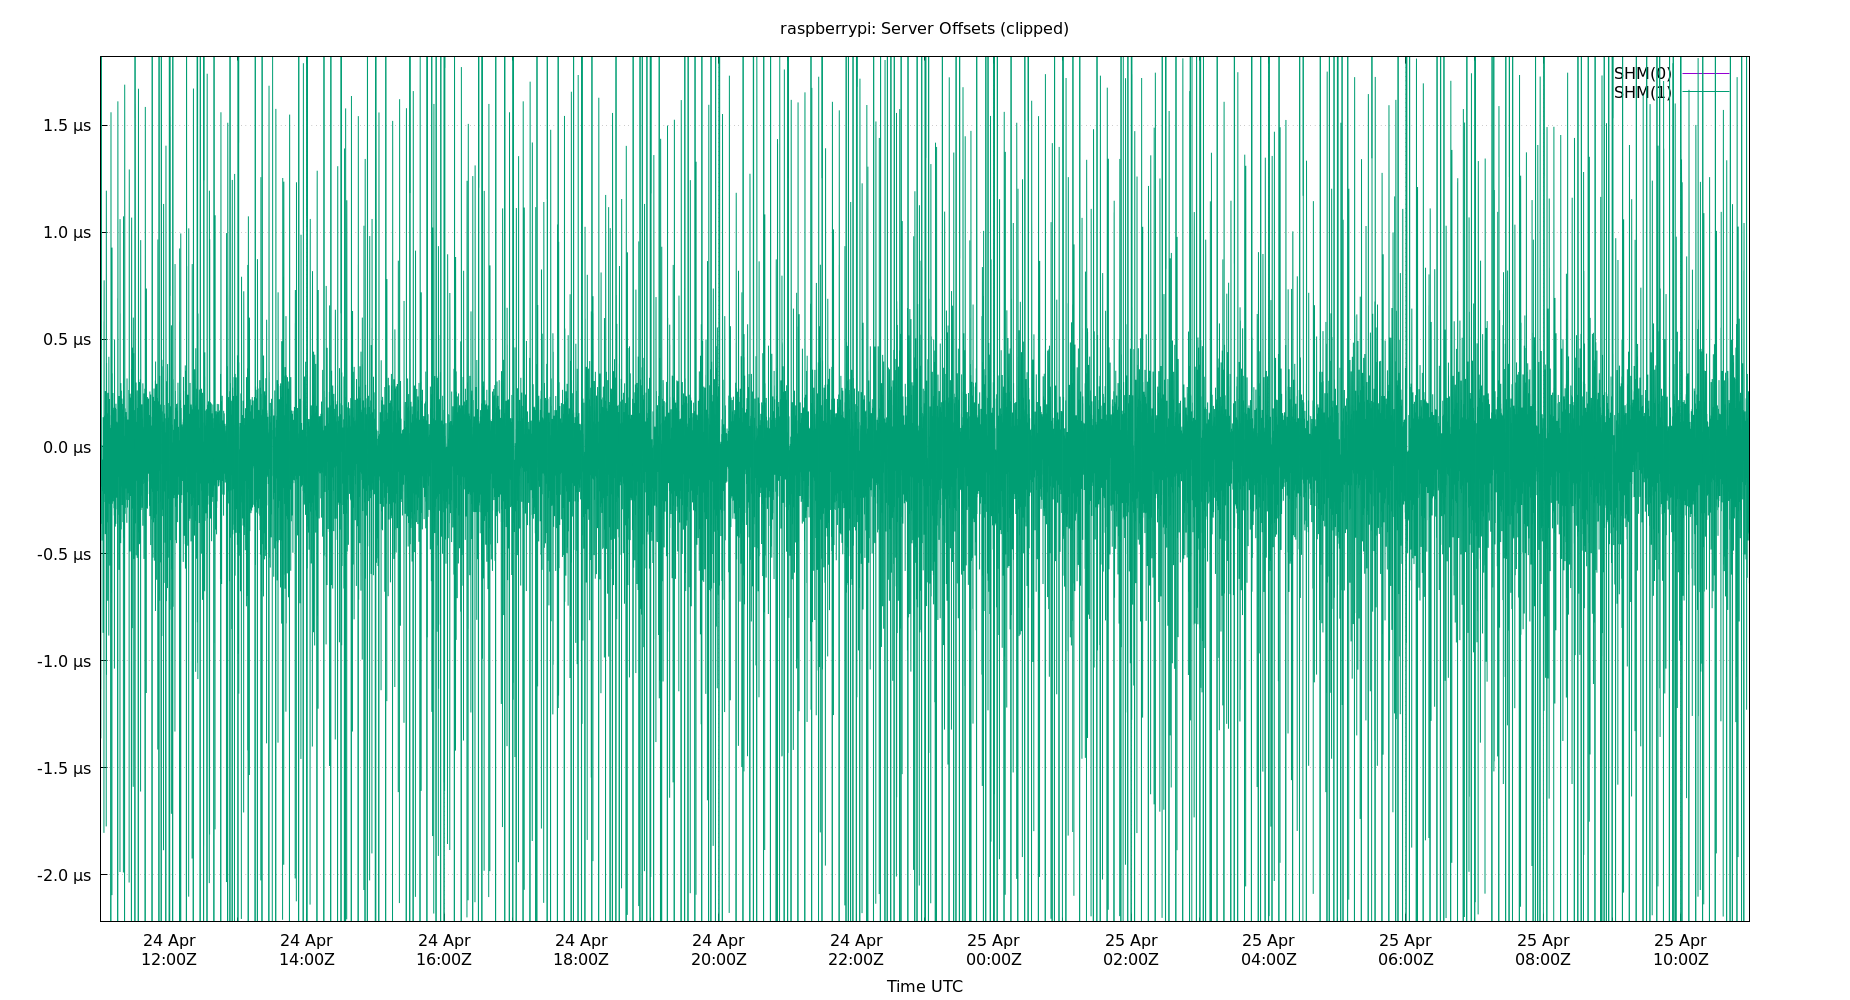 raspberrypi: Server Offsets (clipped)
SHM(0)
SHM(1)
1.5 µs
1.0 µs
0.5 µs
0.0 µs
-0.5 µs
-1.0 µs
-1.5 µs
-2.0 µs
24 Apr 24 Apr 24 Apr 24 Apr 24 Apr 24 Apr 25 Apr 25 Apr 25 Apr 25 Apr 25 Apr 25 Apr
12:00Z 14:00Z 16:00Z 18:00Z 20:00Z 22:00Z 00:00Z 02:00Z 04:00Z 06:00Z 08:00Z 10:00Z
Time UTC